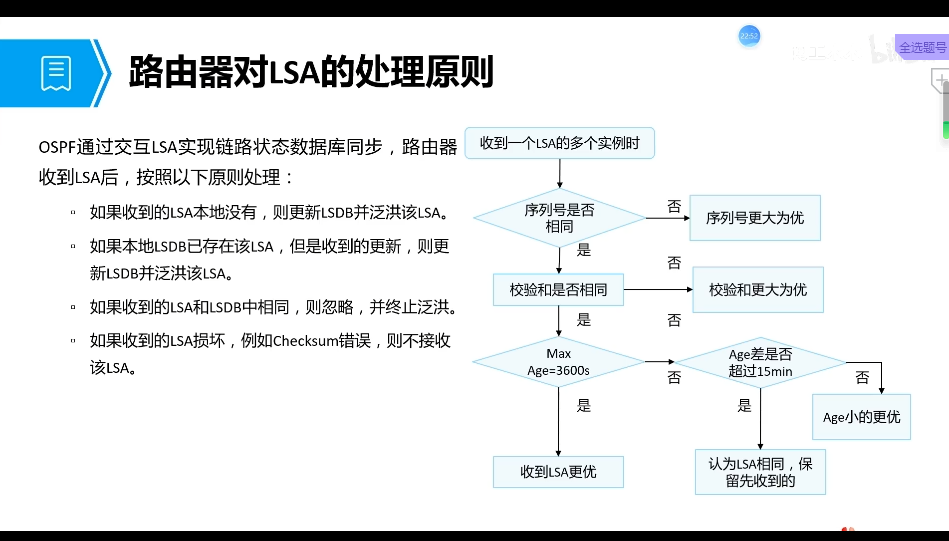 22:52
全选题号
路由器对LSA的处理原则
OSPF通过交互LSA实现链路状态数据库同步，路由器
收到LSA后，按照以下原则处理：
如果收到的LSA本地没有，则更新LSDB并泛洪该LSA。
如果本地LSDB已存在该LSA，但是收到的更新，则更
新LSDB并泛洪该LSA。
如果收到的LSA和LSDB中相同，则忽略，并终止泛洪。
如果收到的LSA损坏，例如Checksum错误，则不接收
该LSA。
收到一个LSA的多个实例时
序列号是否
相同
否
序列号更大为优
是
校验和是否相同
否
校验和更大为优
是
否
Max
Age=3600s
否
Age差是否
超过15min
否
是
是
Age小的更优
收到LSA更优
认为LSA相同，保
留先收到的